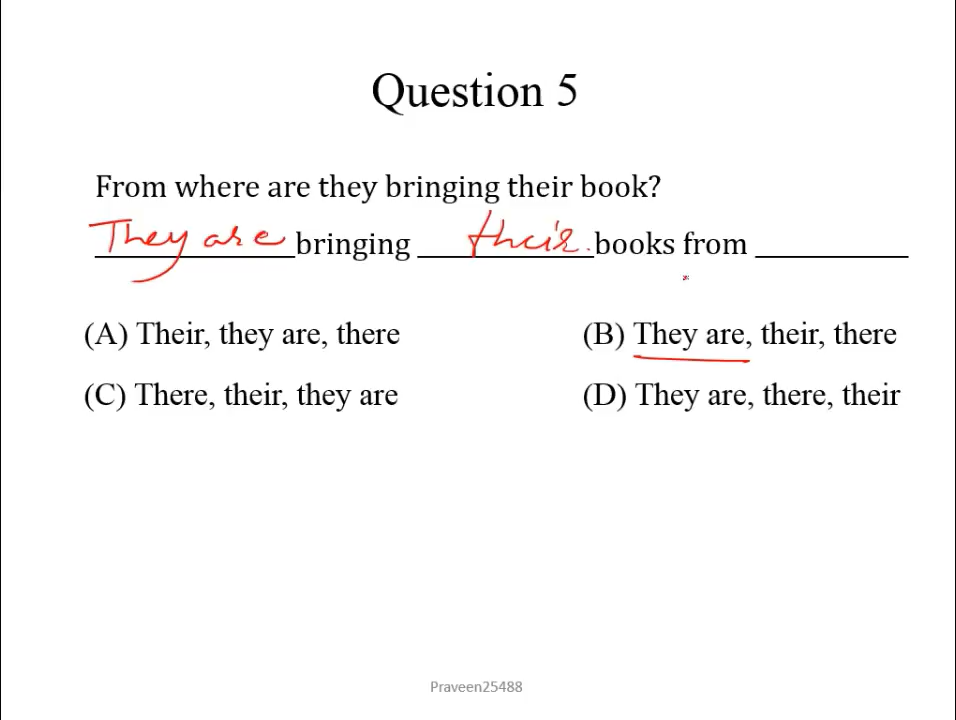 Question 5
From where are they bringing their book?
They are bringing their. books from __________
(A) Their, they are, there
(B) They are, their, there
(C) There, their, they are
(D) They are, there, their
Praveen25488